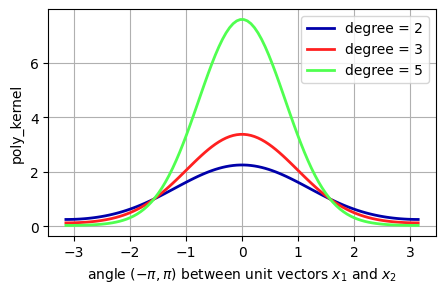 degree = 2
degree = 3
degree = 5
poly_kernel
6
4
2
0
−3 −2 −1 0 1 2 3
angle (−π, π) between unit vectors x₁ and x₂